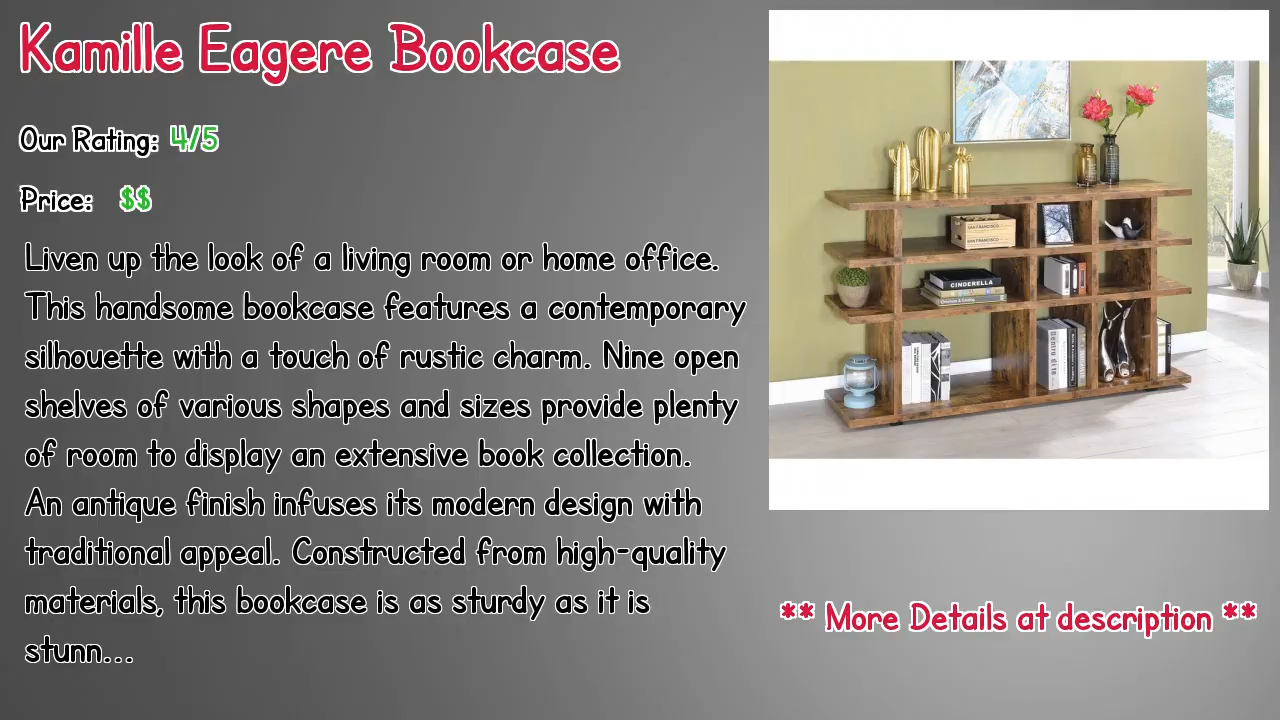 Kamille Eagere Bookcase
Our Rating: 4/5
Price: $$
Liven up the look of a living room or home office.
This handsome bookcase features a contemporary
silhouette with a touch of rustic charm. Nine open
shelves of various shapes and sizes provide plenty
of room to display an extensive book collection.
An antique finish infuses its modern design with
traditional appeal. Constructed from high-quality
materials, this bookcase is as sturdy as it is
stunn...
SAN FRANCISCO
SAN FRANCISCO
CINDERELLA
** More Details at description **